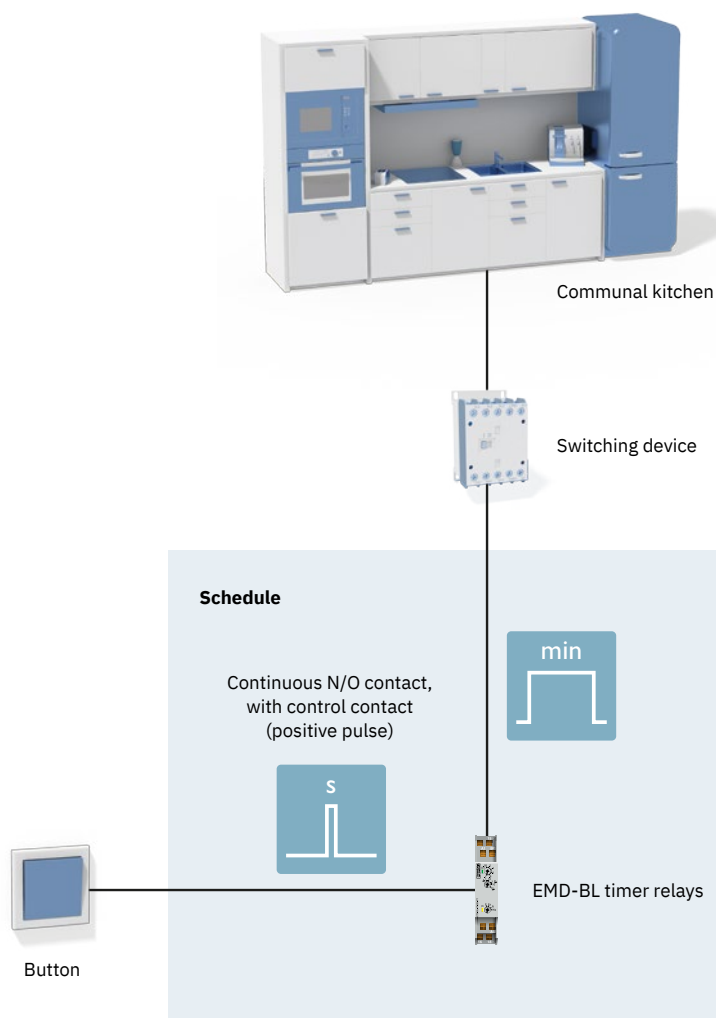 Communal kitchen
Switching device
Schedule
min
Continuous N/O contact,
with control contact
(positive pulse)
s
EMD-BL timer relays
Button